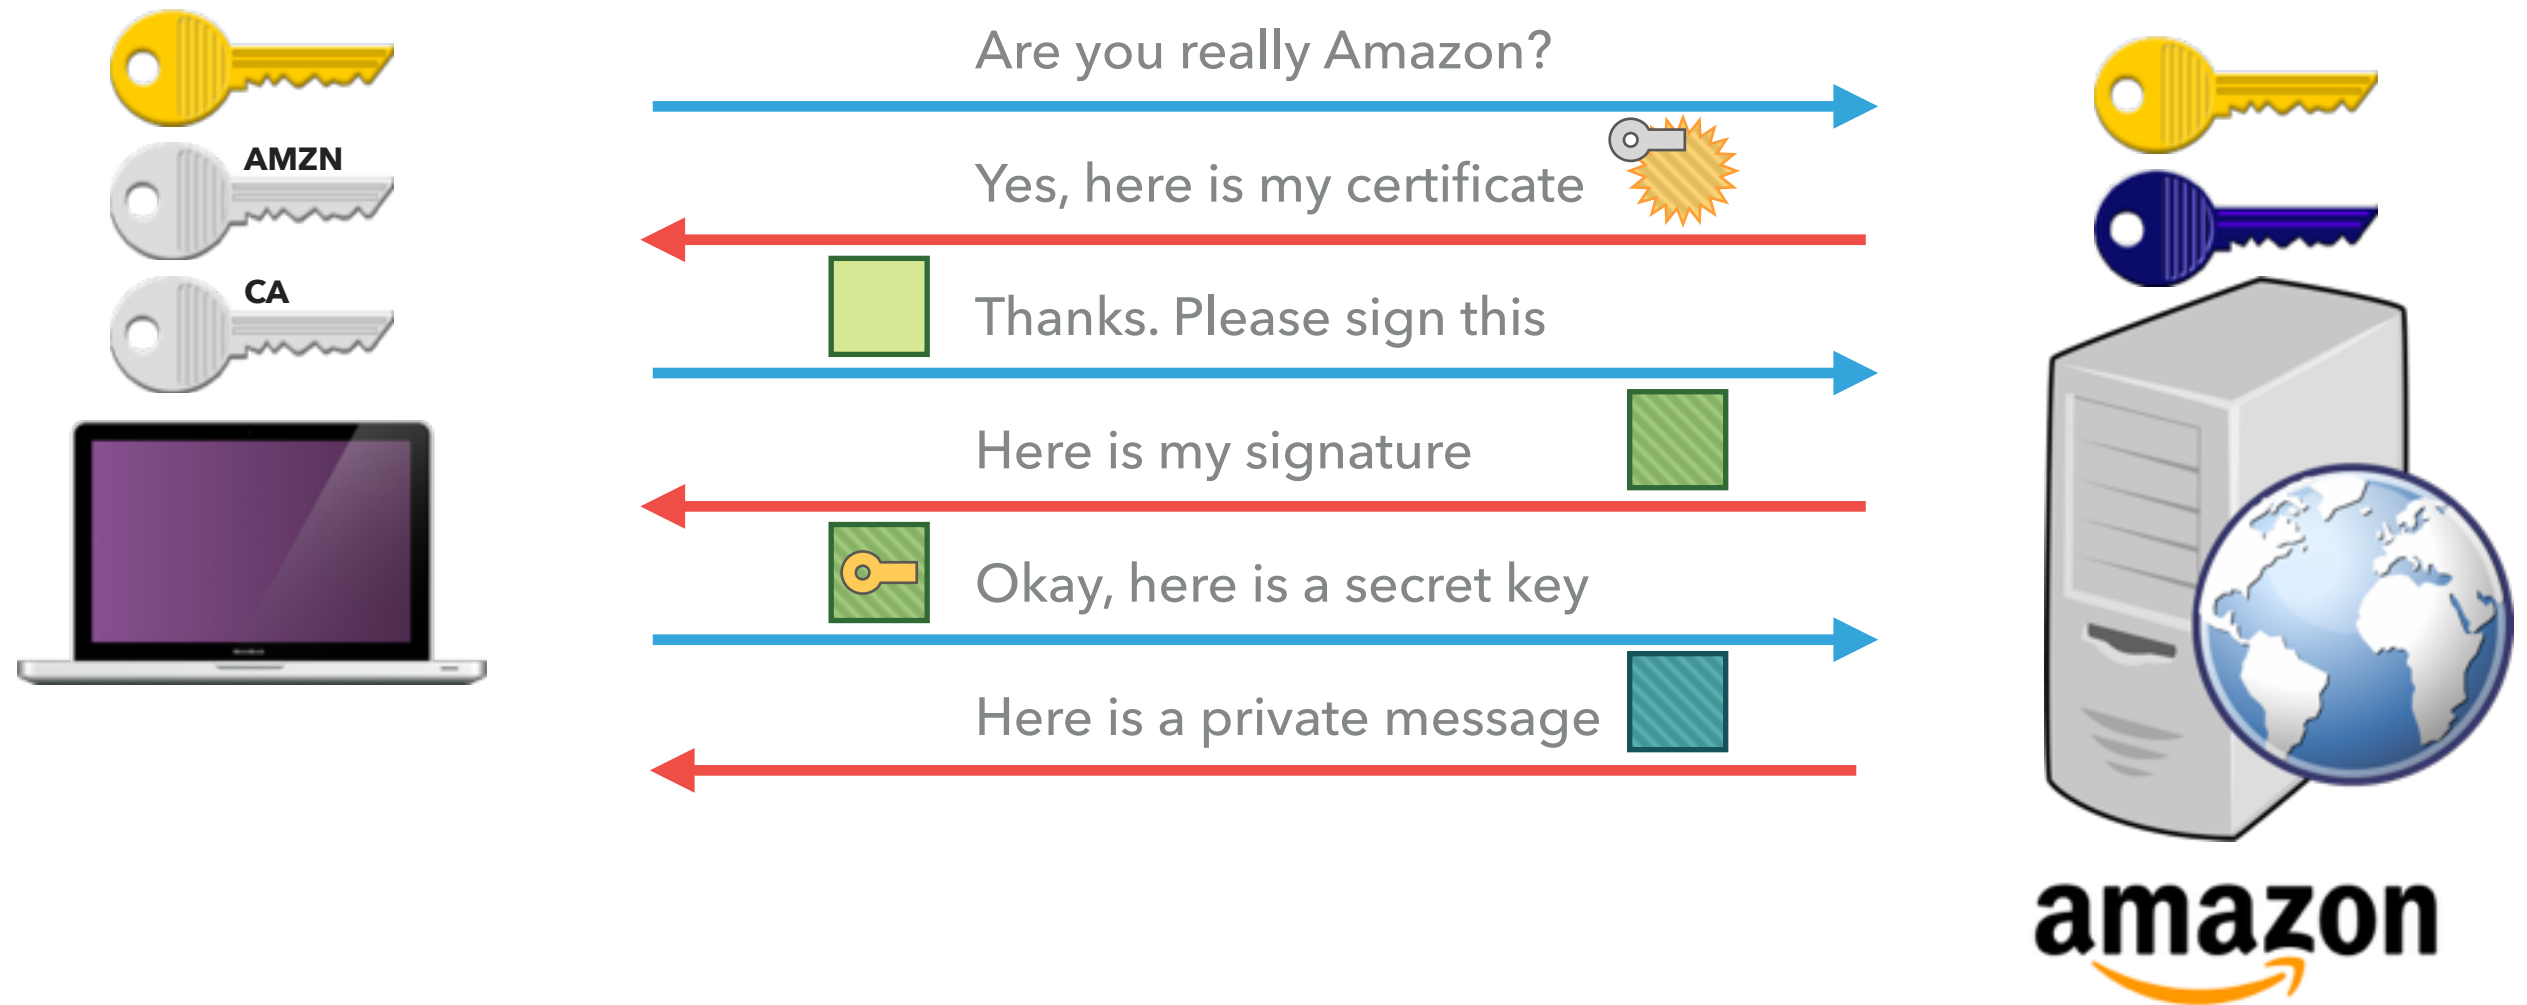 Are you really Amazon?
AMZN
Yes, here is my certificate
CA
Thanks. Please sign this
Here is my signature
Okay, here is a secret key
Here is a private message
amazon